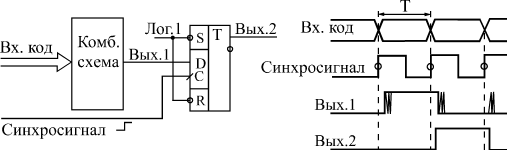 Лог.1
Вх. код
Комб.
схема
Вых.1
S T
D
C
R
Вых.2
Синхросигнал
T
Вх. код
Синхросигнал
Вых.1
Вых.2